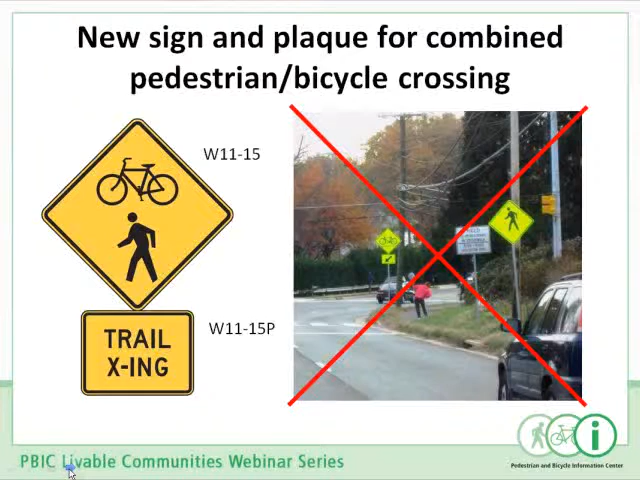 New sign and plaque for combined
pedestrian/bicycle crossing
W11-15
TRAIL
X-ING
W11-15P
PBIC Livable Communities Webinar Series
Pedestrian and Bicycle Information Center